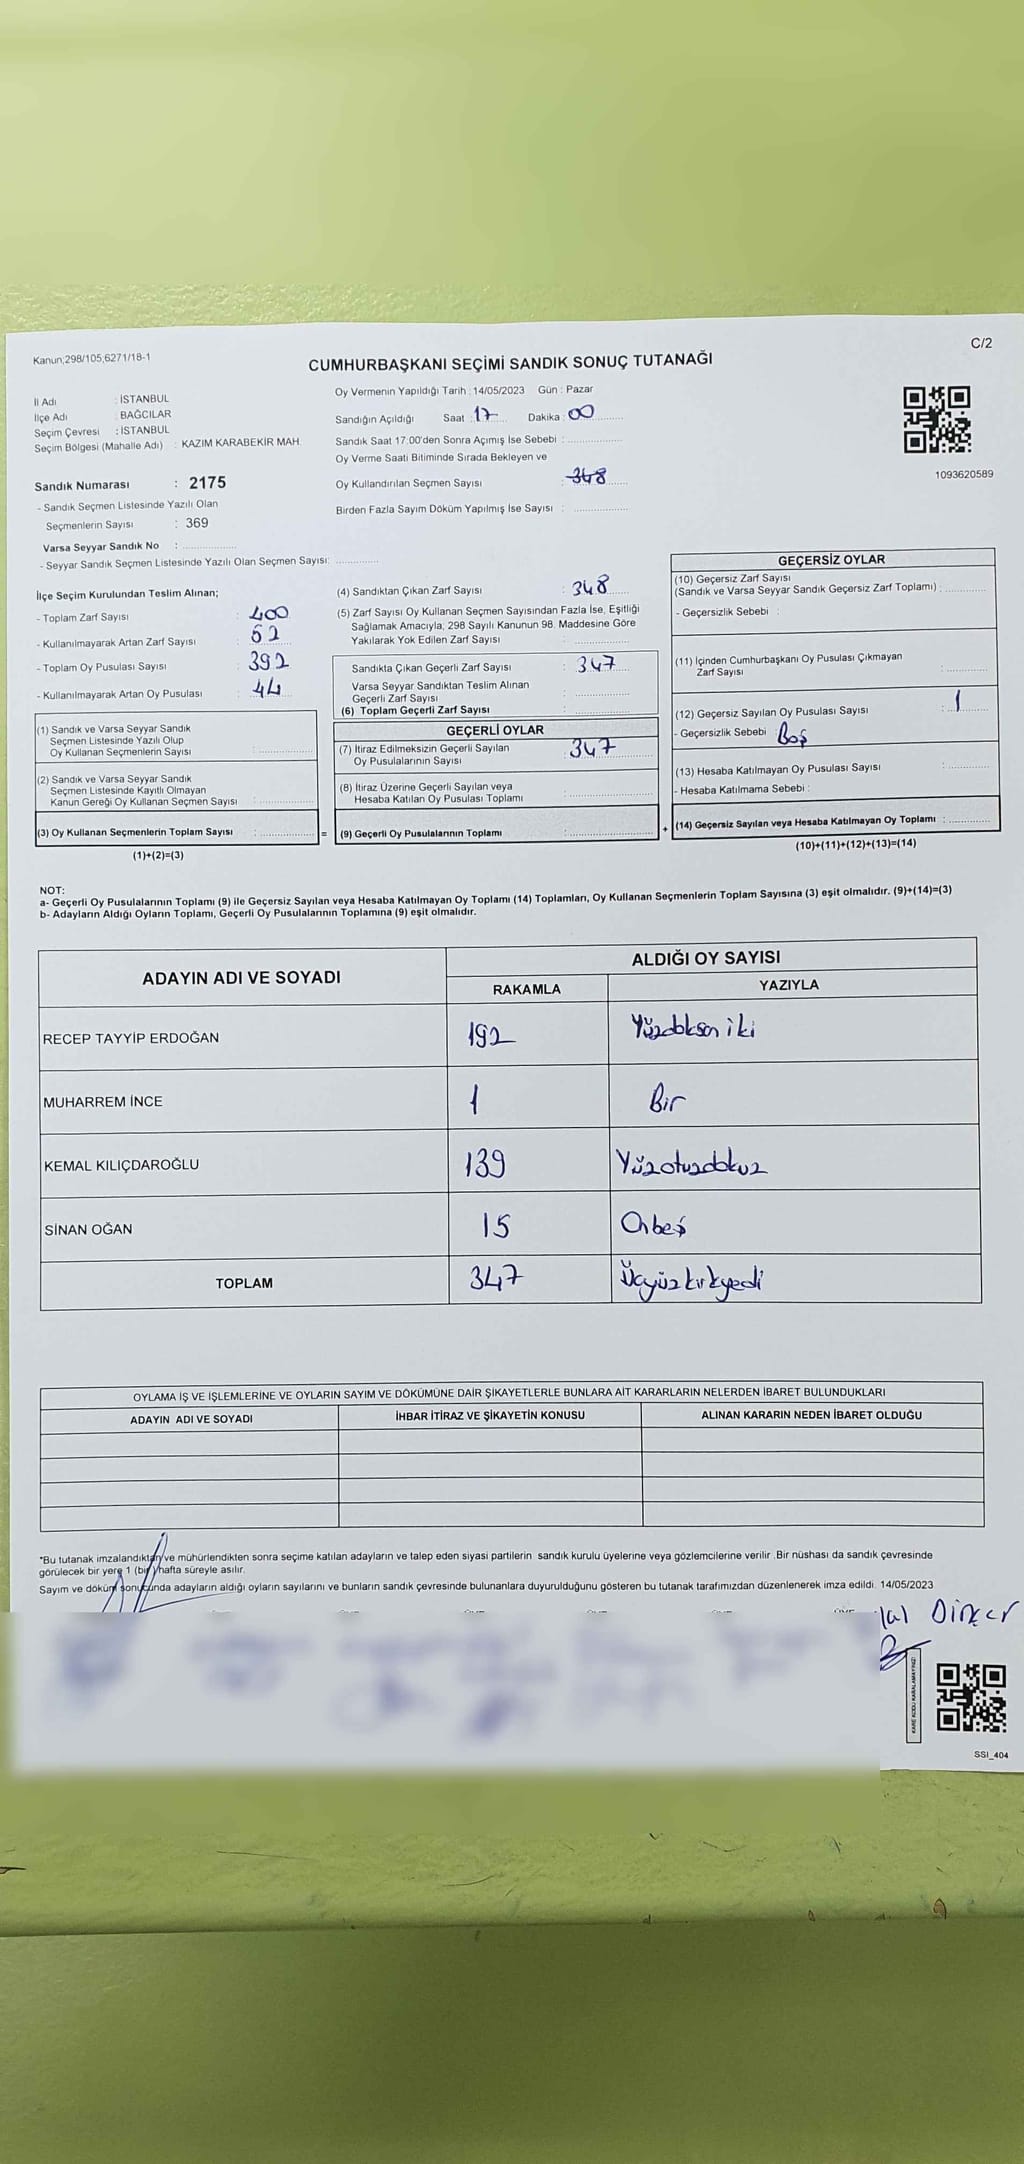 Kanun;298/105;6271/18-1
C/2
CUMHURBAŞKANI SEÇİMİ SANDIK SONUÇ TUTANAĞI
İl Adı : İSTANBUL
İlçe Adı : BAĞCILAR
Seçim Çevresi : İSTANBUL
Seçim Bölgesi (Mahalle Adı) : KAZIM KARABEKİR MAH.
Oy Vermenin Yapıldığı Tarih : 14/05/2023 Gün : Pazar
Sandığın Açıldığı Saat : 17 Dakika : 00
Sandık Saat 17:00'den Sonra Açımış İse Sebebi :
Oy Verme Saati Bitiminde Sırada Bekleyen ve
Oy Kullandırılan Seçmen Sayısı : 348
Birden Fazla Sayım Döküm Yapılmış İse Sayısı :
1093620589
Sandık Numarası : 2175
- Sandık Seçmen Listesinde Yazılı Olan
Seçmenlerin Sayısı : 369
Varsa Seyyar Sandık No :
- Seyyar Sandık Seçmen Listesinde Yazılı Olan Seçmen Sayısı:
İlçe Seçim Kurulundan Teslim Alınan;
- Toplam Zarf Sayısı : 400
- Kullanılmayarak Artan Zarf Sayısı : 52
- Toplam Oy Pusulası Sayısı : 392
- Kullanılmayarak Artan Oy Pusulası : 44
(1) Sandık ve Varsa Seyyar Sandık
Seçmen Listesinde Yazılı Olup
Oy Kullanan Seçmenlerin Sayısı :
(2) Sandık ve Varsa Seyyar Sandık
Seçmen Listesinde Kayıtlı Olmayan
Kanun Gereği Oy Kullanan Seçmen Sayısı :
(3) Oy Kullanan Seçmenlerin Toplam Sayısı :
(1)+(2)=(3)
=
(4) Sandıktan Çıkan Zarf Sayısı : 348
(5) Zarf Sayısı Oy Kullanan Seçmen Sayısından Fazla İse, Eşitliği
Sağlamak Amacıyla; 298 Sayılı Kanunun 98. Maddesine Göre
Yakılarak Yok Edilen Zarf Sayısı :
Sandıkta Çıkan Geçerli Zarf Sayısı : 347
Varsa Seyyar Sandıktan Teslim Alınan
Geçerli Zarf Sayısı :
(6) Toplam Geçerli Zarf Sayısı :
GEÇERLİ OYLAR
(7) İtiraz Edilmeksizin Geçerli Sayılan
Oy Pusulalarının Sayısı : 347
(8) İtiraz Üzerine Geçerli Sayılan veya
Hesaba Katılan Oy Pusulası Toplamı :
(9) Geçerli Oy Pusulalarının Toplamı :
+
GEÇERSİZ OYLAR
(10) Geçersiz Zarf Sayısı
(Sandık ve Varsa Seyyar Sandık Geçersiz Zarf Toplamı) :
- Geçersizlik Sebebi :
(11) İçinden Cumhurbaşkanı Oy Pusulası Çıkmayan
Zarf Sayısı :
(12) Geçersiz Sayılan Oy Pusulası Sayısı : 1
- Geçersizlik Sebebi : Boş
(13) Hesaba Katılmayan Oy Pusulası Sayısı :
- Hesaba Katılmama Sebebi :
(14) Geçersiz Sayılan veya Hesaba Katılmayan Oy Toplamı :
(10)+(11)+(12)+(13)=(14)
NOT:
a- Geçerli Oy Pusulalarının Toplamı (9) ile Geçersiz Sayılan veya Hesaba Katılmayan Oy Toplamı (14) Toplamları, Oy Kullanan Seçmenlerin Toplam Sayısına (3) eşit olmalıdır. (9)+(14)=(3)
b- Adayların Aldığı Oyların Toplamı, Geçerli Oy Pusulalarının Toplamına (9) eşit olmalıdır.
ADAYIN ADI VE SOYADI ALDIĞI OY SAYISI
RAKAMLA YAZIYLA
RECEP TAYYİP ERDOĞAN 192 Yüzdoksan iki
MUHARREM İNCE 1 Bir
KEMAL KILIÇDAROĞLU 139 Yüzotuzdokuz
SİNAN OĞAN 15 Onbeş
TOPLAM 347 Üçyüzkırkyedi
OYLAMA İŞ VE İŞLEMLERİNE VE OYLARIN SAYIM VE DÖKÜMÜNE DAİR ŞİKAYETLERLE BUNLARA AİT KARARLARIN NELERDEN İBARET BULUNDUKLARI
ADAYIN ADI VE SOYADI İHBAR İTİRAZ VE ŞİKAYETİN KONUSU ALINAN KARARIN NEDEN İBARET OLDUĞU
*Bu tutanak imzalandıktan ve mühürlendikten sonra seçime katılan adayların ve talep eden siyasi partilerin sandık kurulu üyelerine veya gözlemcilerine verilir .Bir nüshası da sandık çevresinde
görülecek bir yere 1 (bir) hafta süreyle asılır.
Sayım ve döküm sonucunda adayların aldığı oyların sayılarını ve bunların sandık çevresinde bulunanlara duyurulduğunu gösteren bu tutanak tarafımızdan düzenlenerek imza edildi. 14/05/2023
Dinçer
KARE KODU KARALAMAYINIZ!
SSI_404